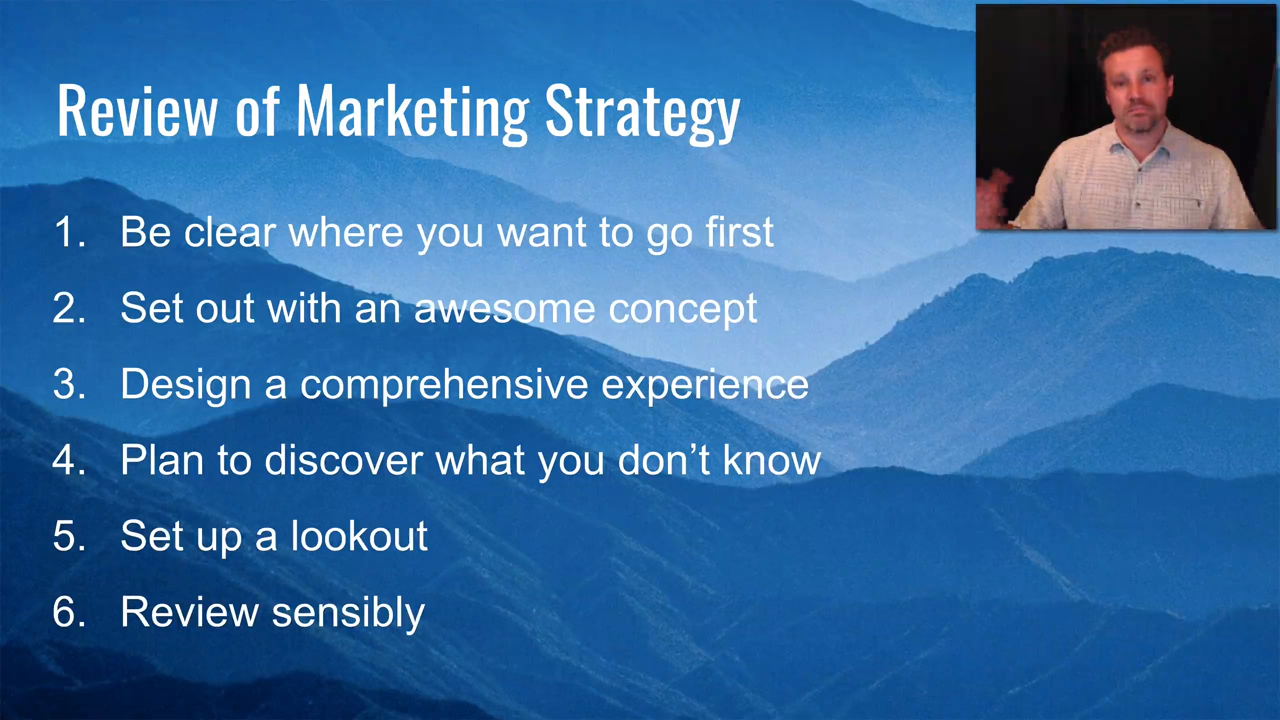 Review of Marketing Strategy
1. Be clear where you want to go first
2. Set out with an awesome concept
3. Design a comprehensive experience
4. Plan to discover what you don’t know
5. Set up a lookout
6. Review sensibly